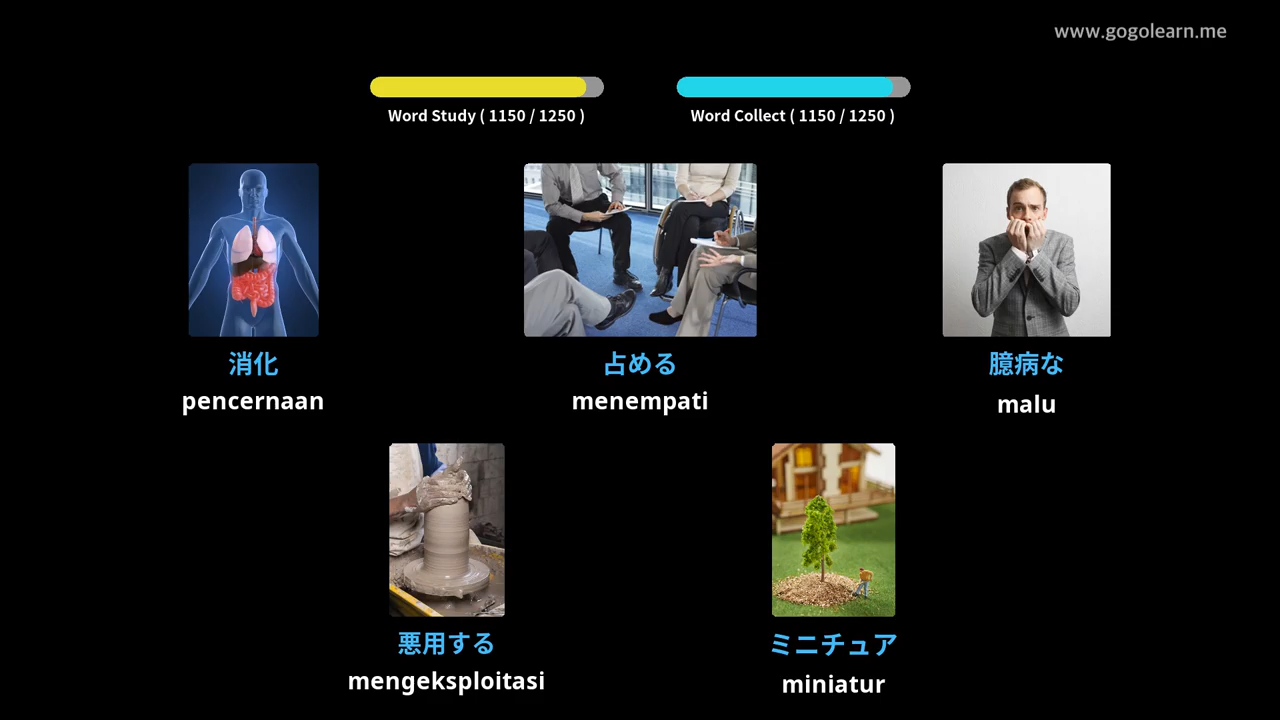 www.gogolearn.me
Word Study ( 1150 / 1250 )
Word Collect ( 1150 / 1250 )
消化
pencernaan
占める
menempati
臆病な
malu
悪用する
mengeksploitasi
ミニチュア
miniatur